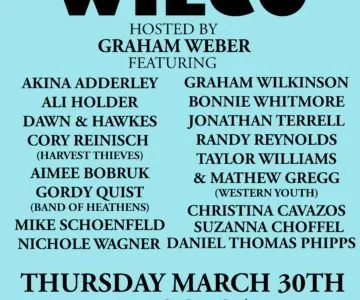 WILCO
HOSTED BY
GRAHAM WEBER
FEATURING
AKINA ADDERLEY
ALI HOLDER
DAWN & HAWKES
CORY REINISCH
(HARVEST THIEVES)
AIMEE BOBRUK
GORDY QUIST
(BAND OF HEATHENS)
MIKE SCHOENFELD
NICHOLE WAGNER
GRAHAM WILKINSON
BONNIE WHITMORE
JONATHAN TERRELL
RANDY REYNOLDS
TAYLOR WILLIAMS
& MATHEW GREGG
(WESTERN YOUTH)
CHRISTINA CAVAZOS
SUZANNA CHOFFEL
DANIEL THOMAS PHIPPS
THURSDAY MARCH 30TH